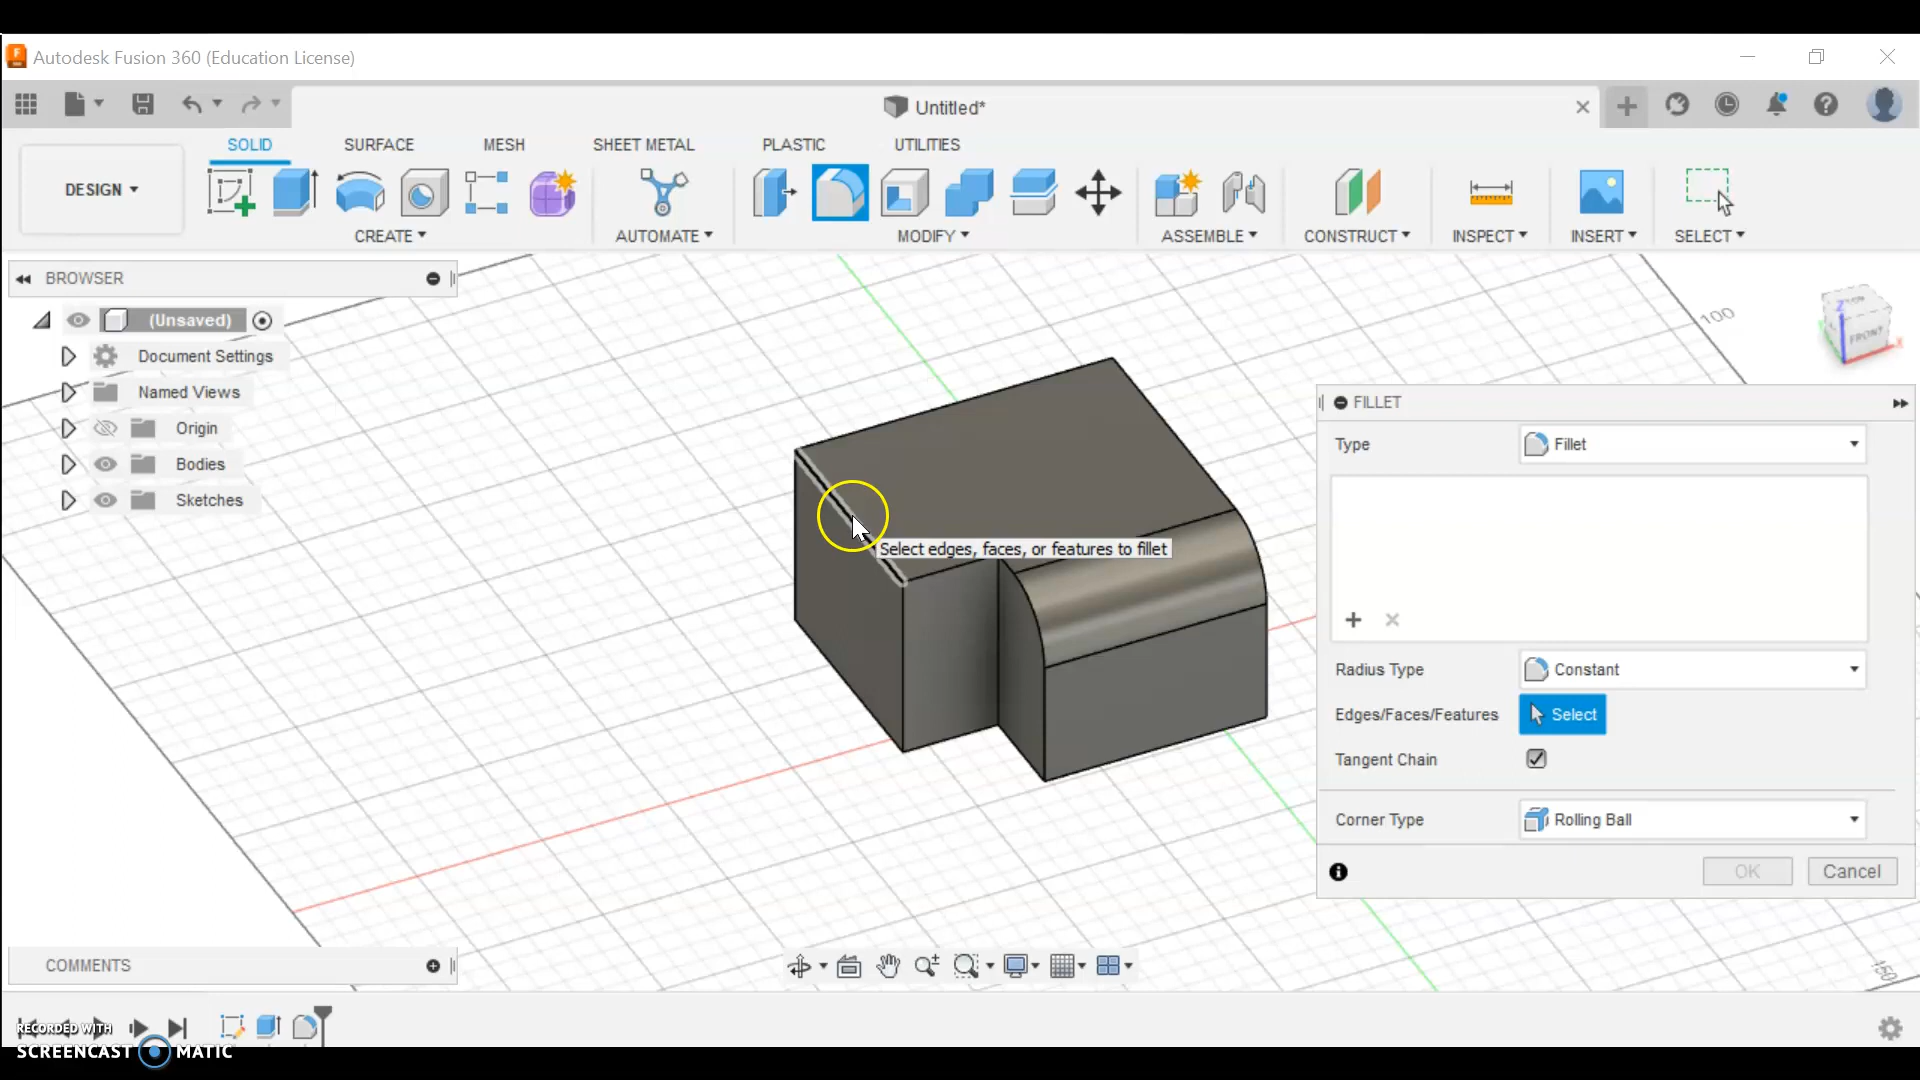 Autodesk Fusion 360 (Education License)
Untitled*
SOLID
SURFACE
MESH
SHEET METAL
PLASTIC
UTILITIES
DESIGN
CREATE
AUTOMATE
MODIFY
ASSEMBLE
CONSTRUCT
INSPECT
INSERT
SELECT
BROWSER
(Unsaved)
Document Settings
Named Views
Origin
Bodies
Sketches
100
Z
FRONT
X
Select edges, faces, or features to fillet
FILLET
Type
Fillet
Radius Type
Constant
Edges/Faces/Features
Select
Tangent Chain
Corner Type
Rolling Ball
OK
Cancel
COMMENTS
150
RECORDED WITH
SCREENCAST MATIC